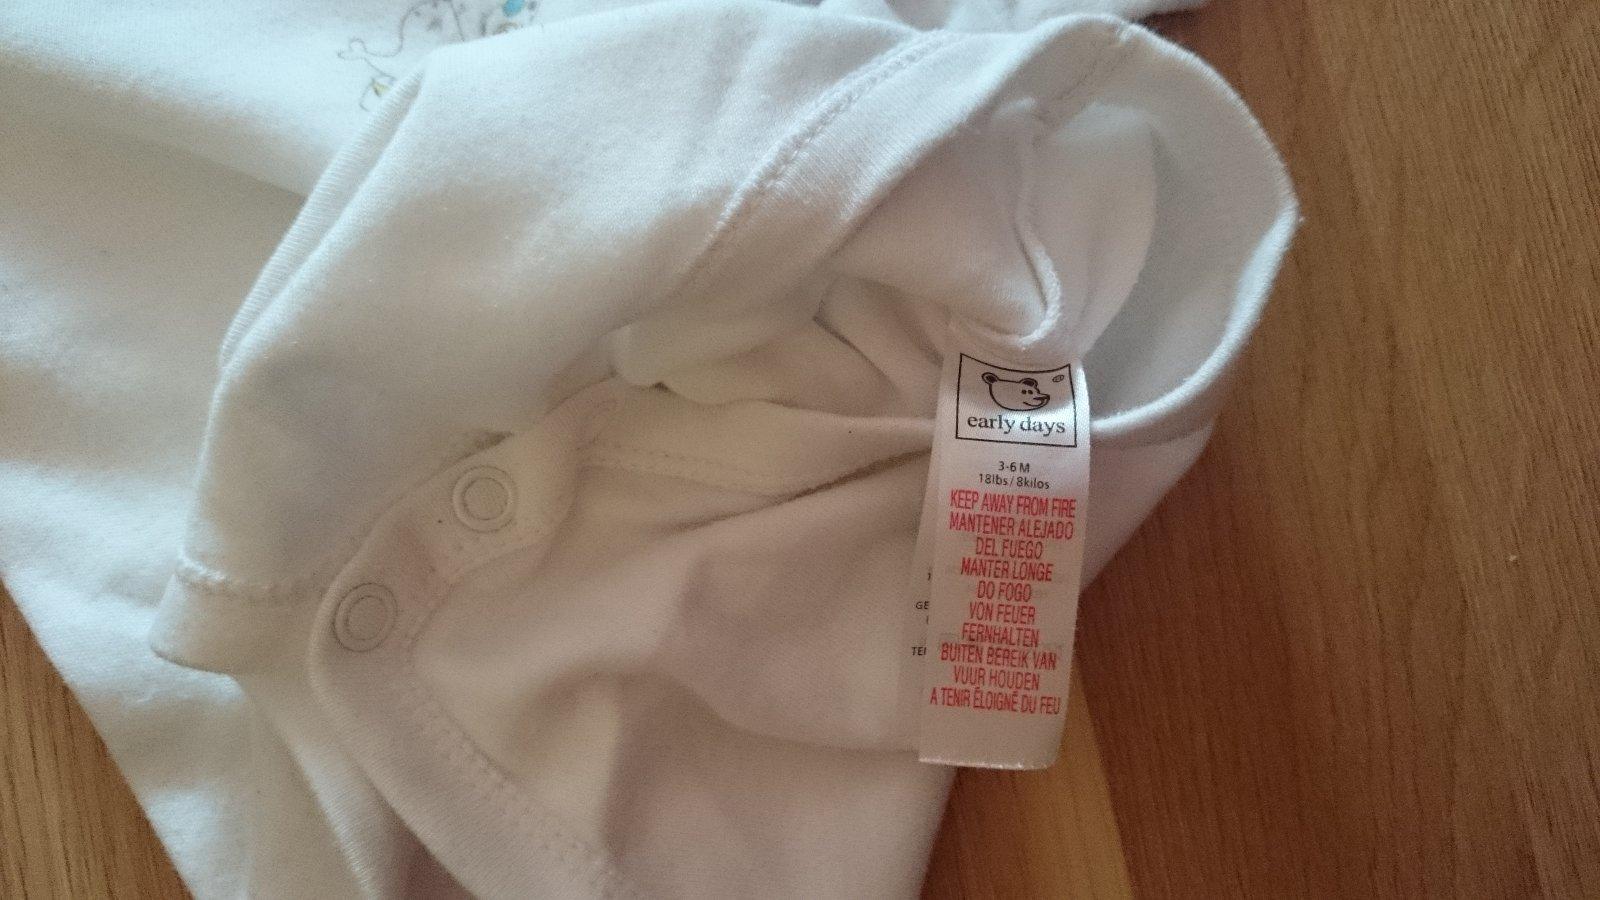 early days
3-6 M
18lbs/8kilos
KEEP AWAY FROM FIRE
MANTENER ALEJADO
DEL FUEGO
MANTER LONGE
DO FOGO
VON FEUER
FERNHALTEN
BUITEN BEREIK VAN
VUUR HOUDEN
A TENIR ÉLOIGNÉ DU FEU